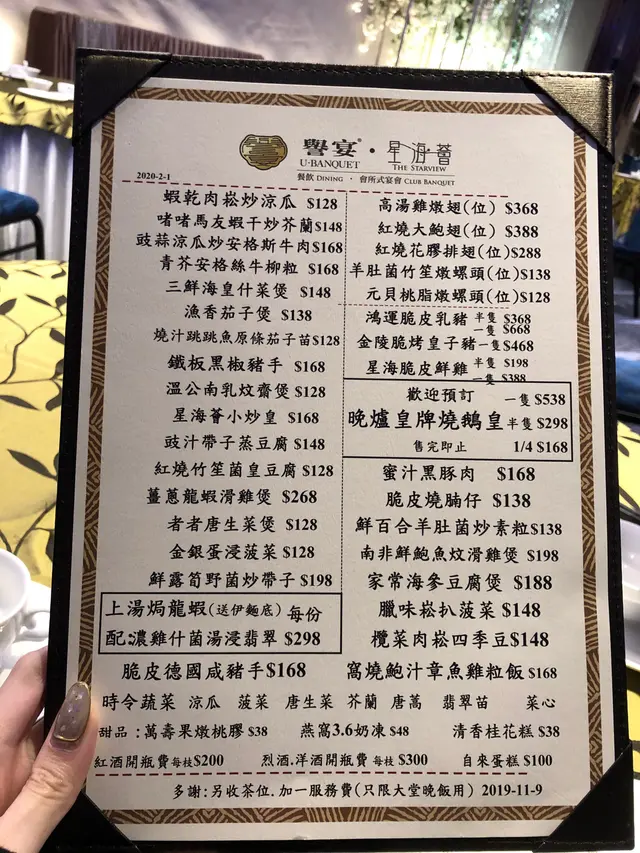 譽宴®・星海薈
U·BANQUET THE STARVIEW
餐飲 DINING ・ 會所式宴會 CLUB BANQUET
2020-2-1
蝦乾肉崧炒涼瓜 $128
啫啫馬友蝦干炒芥蘭$148
豉蒜涼瓜炒安格斯牛肉$168
青芥安格絲牛柳粒 $168
三鮮海皇什菜煲 $148
漁香茄子煲 $138
燒汁跳跳魚原條茄子苗$128
鐵板黑椒豬手 $168
溫公南乳炆齋煲 $128
星海薈小炒皇 $168
豉汁帶子蒸豆腐 $148
紅燒竹笙菌皇豆腐 $128
薑蔥龍蝦滑雞煲 $268
者者唐生菜煲 $128
金銀蛋浸菠菜 $128
鮮露筍野菌炒帶子 $198
上湯焗龍蝦(送伊麵底) 每份
配:濃雞什菌湯浸翡翠 $298
脆皮德國咸豬手$168
高湯雞燉翅(位) $368
紅燒大鮑翅(位) $388
紅燒花膠排翅(位)$288
羊肚菌竹笙燉螺頭(位)$138
元貝桃脂燉螺頭(位)$128
鴻運脆皮乳豬 半隻 $368
一隻 $668
金陵脆烤皇子豬 一隻 $468
星海脆皮鮮雞 半隻 $198
一隻 $388
歡迎預訂 一隻 $538
晚爐皇牌燒鵝皇 半隻 $298
售完即止 1/4 $168
蜜汁黑豚肉 $168
脆皮燒腩仔 $138
鮮百合羊肚菌炒素粒$138
南非鮮鮑魚炆滑雞煲 $198
家常海參豆腐煲 $188
臘味崧扒菠菜 $148
欖菜肉崧四季豆$148
窩燒鮑汁章魚雞粒飯 $168
時令蔬菜 涼瓜 菠菜 唐生菜 芥蘭 唐萵 翡翠苗 菜心
甜品：萬壽果燉桃膠 $38 燕窩3.6奶凍 $48 清香桂花糕 $38
紅酒開瓶費 每枝$200 烈酒.洋酒開瓶費 每枝 $300 自來蛋糕 $100
多謝:另收茶位.加一服務費(只限大堂晚飯用) 2019-11-9